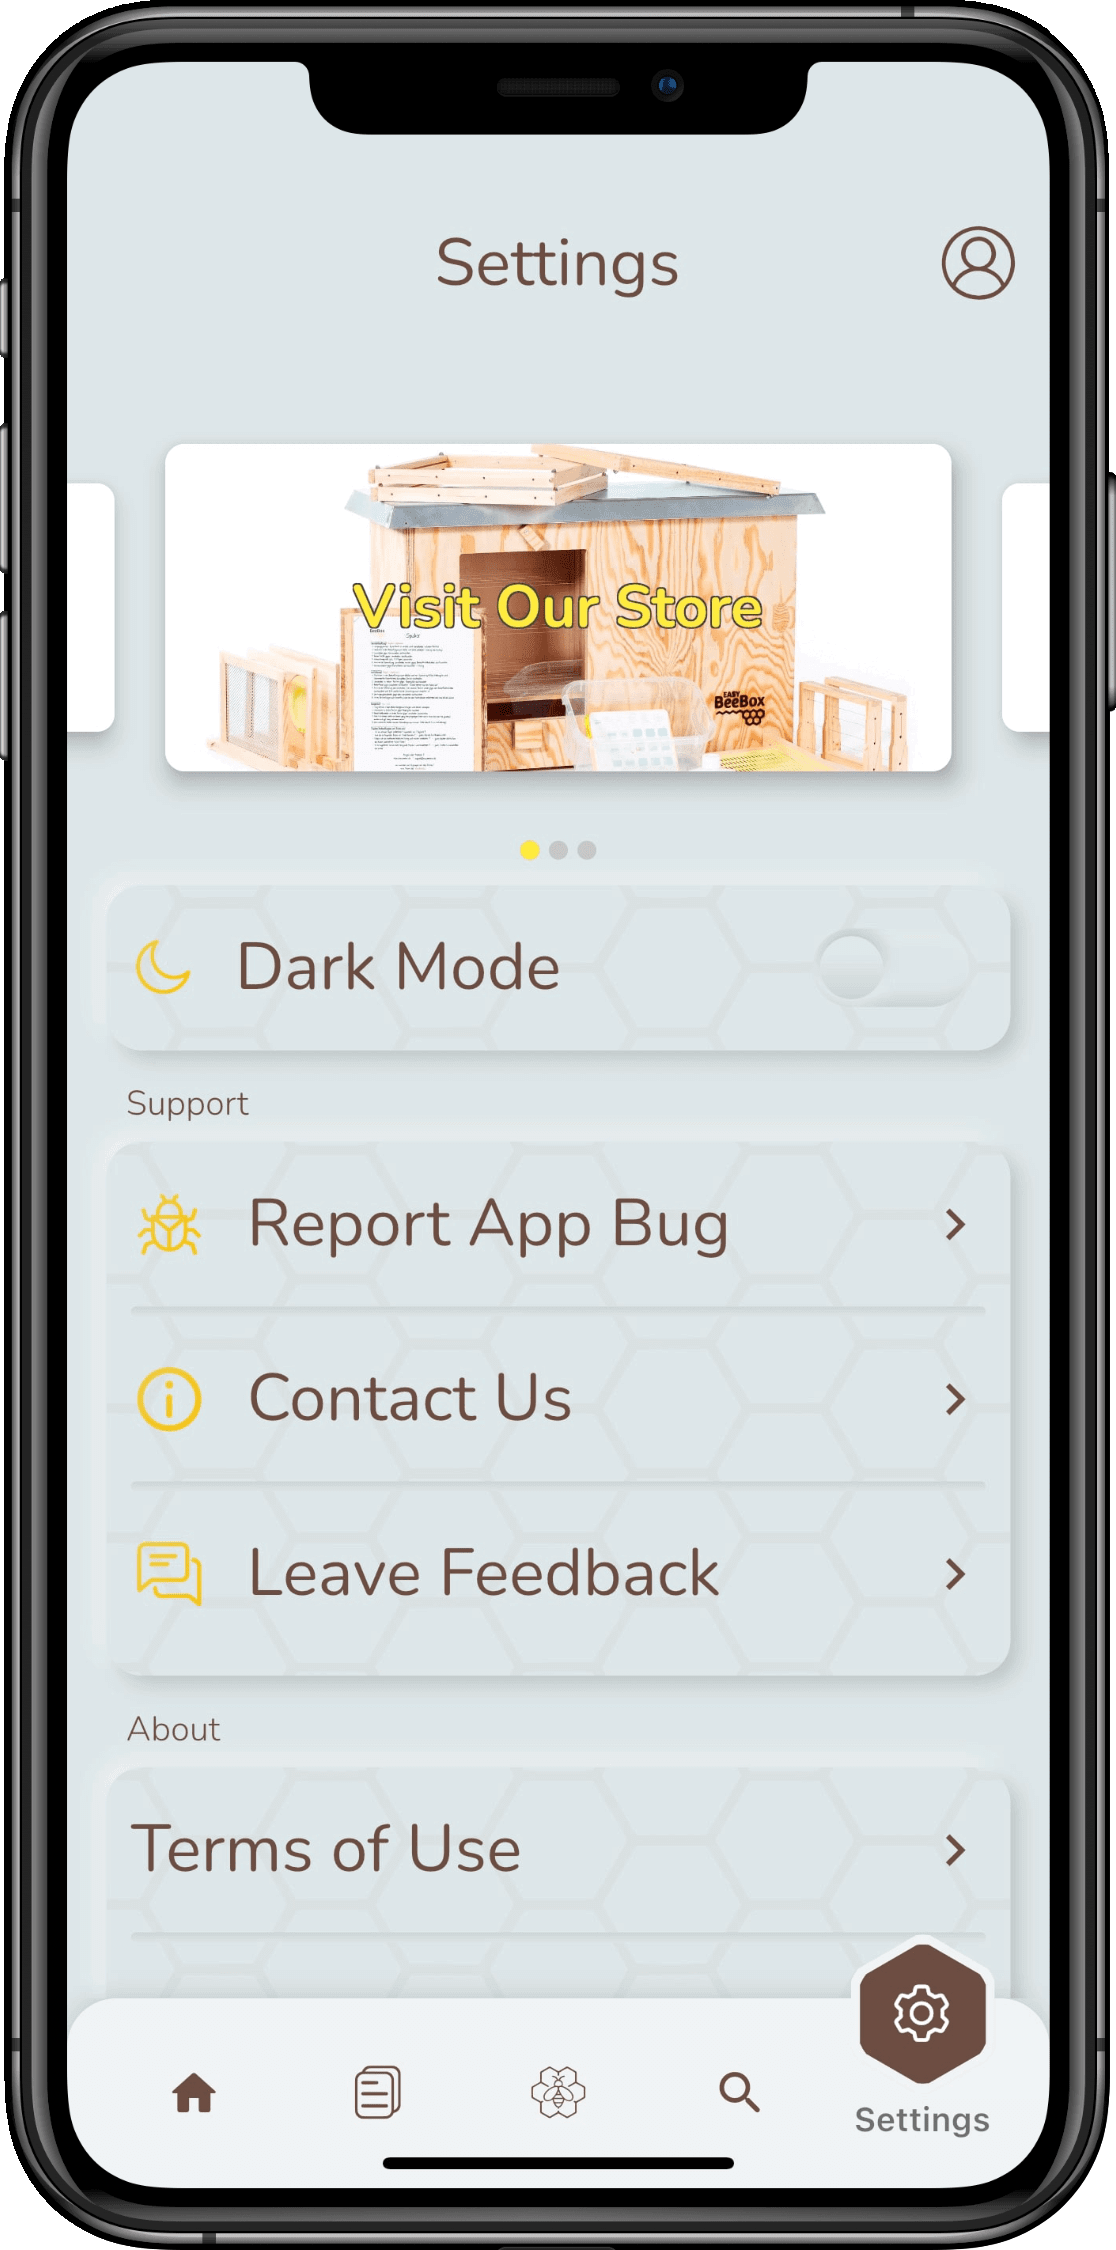 Settings
Visit Our Store
EASY
BeeBox
Dark Mode
Support
Report App Bug
Contact Us
Leave Feedback
About
Terms of Use
Settings